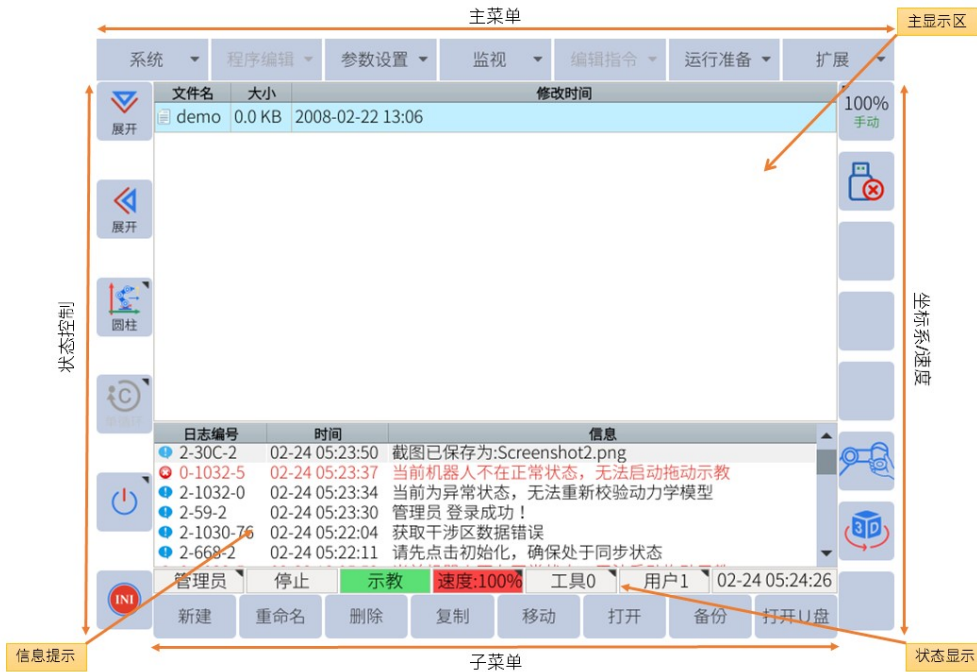 主菜单
主显示区
系统 程序编辑 参数设置 监视 编辑指令 运行准备 扩展
文件名 大小 修改时间
demo 0.0 KB 2008-02-22 13:06
展开
100%
手动
展开
圆柱
状态控制
坐标系/速度
C
日志编号 时间 信息
2-30C-2 02-24 05:23:50 截图已保存为:Screenshot2.png
0-1032-5 02-24 05:23:37 当前机器人不在正常状态，无法启动拖动示教
2-1032-0 02-24 05:23:34 当前为异常状态，无法重新校验动力学模型
2-59-2 02-24 05:23:30 管理员 登录成功！
2-1030-76 02-24 05:22:04 获取干涉区数据错误
2-668-2 02-24 05:22:11 请先点击初始化，确保处于同步状态
3D
管理员 停止 示教 速度:100% 工具0 用户1 02-24 05:24:26
INI
新建 重命名 删除 复制 移动 打开 备份 打开U盘
信息提示
子菜单
状态显示